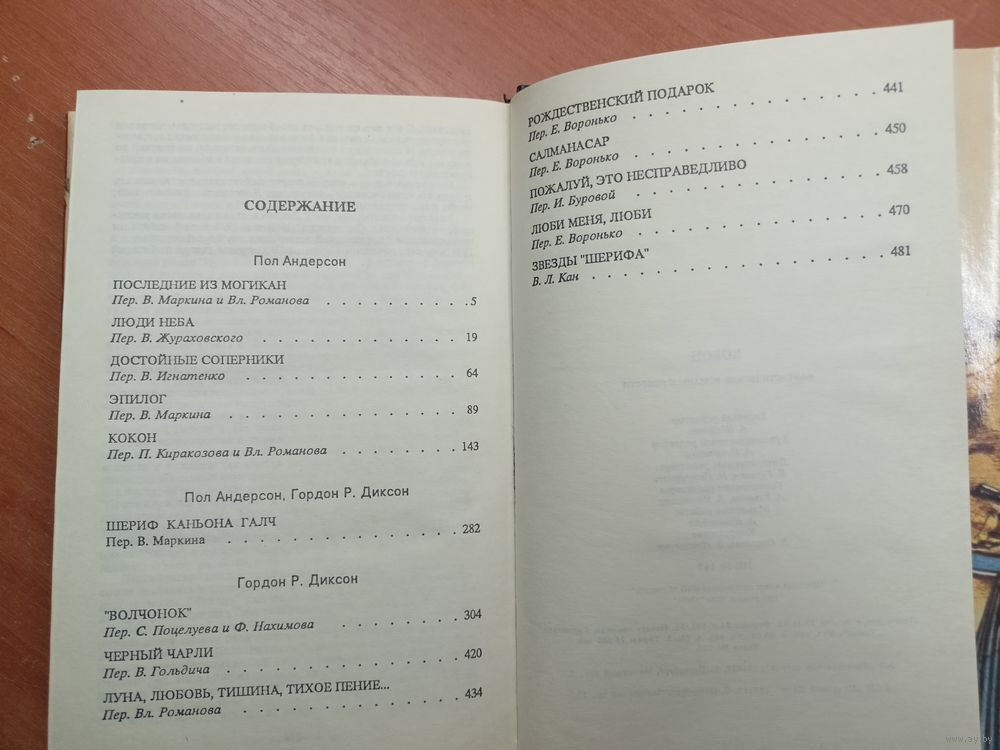 СОДЕРЖАНИЕ
Пол Андерсон
ПОСЛЕДНИЕ ИЗ МОГИКАН
Пер. В. Маркина и Вл. Романова . . . . . . . . . . 5
ЛЮДИ НЕБА
Пер. В. Жураховского . . . . . . . . . . . . . 19
ДОСТОЙНЫЕ СОПЕРНИКИ
Пер. В. Игнатенко . . . . . . . . . . . . . . 64
ЭПИЛОГ
Пер. В. Маркина . . . . . . . . . . . . . . . 89
КОКОН
Пер. П. Киракозова и Вл. Романова . . . . . . . . 143
Пол Андерсон, Гордон Р. Диксон
ШЕРИФ КАНЬОНА ГАЛЧ
Пер. В. Маркина . . . . . . . . . . . . . . . 282
Гордон Р. Диксон
"ВОЛЧОНОК"
Пер. С. Поцелуева и Ф. Нахимова . . . . . . . . 304
ЧЕРНЫЙ ЧАРЛИ
Пер. В. Гольдича . . . . . . . . . . . . . . . 420
ЛУНА, ЛЮБОВЬ, ТИШИНА, ТИХОЕ ПЕНИЕ...
Пер. Вл. Романова . . . . . . . . . . . . . . 434
РОЖДЕСТВЕНСКИЙ ПОДАРОК
Пер. Е. Воронько . . . . . . . . . . . . . . . 441
САЛМАНАСАР
Пер. Е. Воронько . . . . . . . . . . . . . . . 450
ПОЖАЛУЙ, ЭТО НЕСПРАВЕДЛИВО
Пер. И. Буровой . . . . . . . . . . . . . . . 458
ЛЮБИ МЕНЯ, ЛЮБИ
Пер. Е. Воронько . . . . . . . . . . . . . . . 470
ЗВЕЗДЫ "ШЕРИФА"
В. Л. Кан . . . . . . . . . . . . . . . . . . 481
www.ay.by